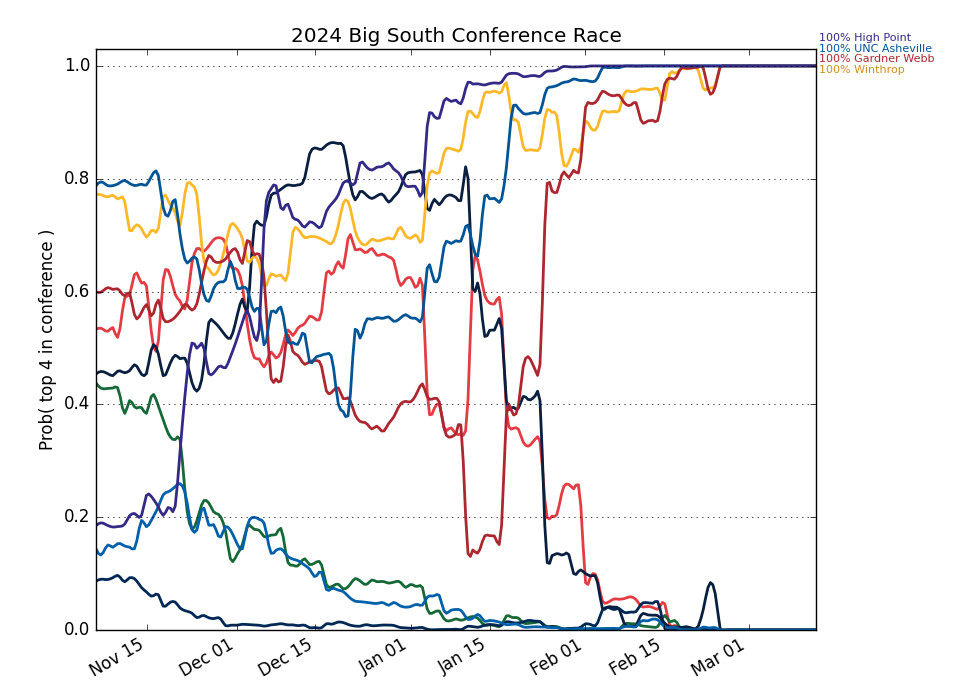 2024 Big South Conference Race
100% High Point
100% UNC Asheville
100% Gardner Webb
100% Winthrop
Prob( top 4 in conference )
1.0
0.8
0.6
0.4
0.2
0.0
Nov 15
Dec 01
Dec 15
Jan 01
Jan 15
Feb 01
Feb 15
Mar 01